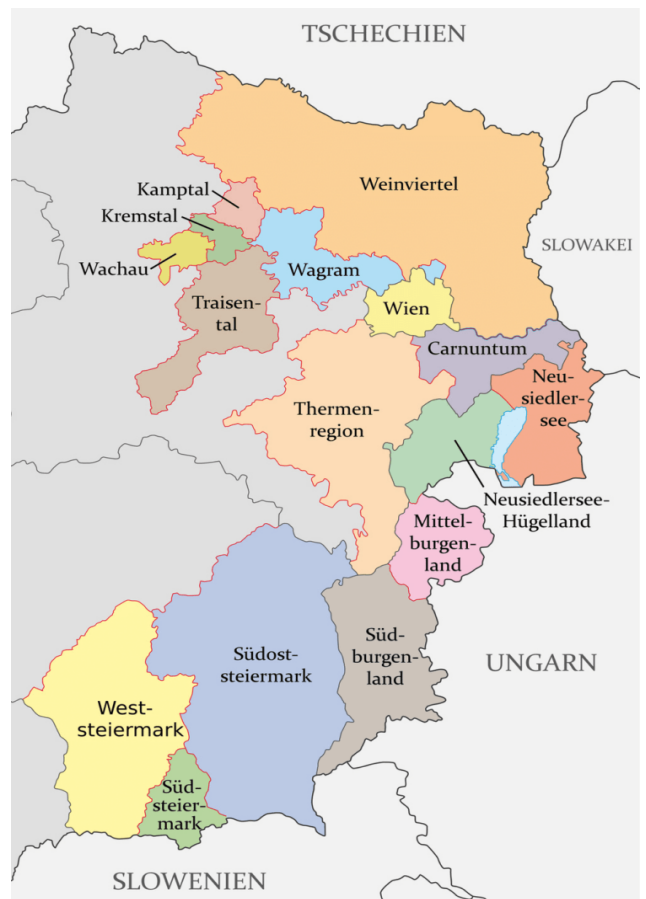 TSCHECHIEN
Weinviertel
Kamptal
Kremstal
SLOWAKEI
Wachau
Wagram
Traisen-
tal
Wien
Carnuntum
Neu-
siedler-
see
Thermen-
region
Neusiedlersee-
Hügelland
Mittel-
burgen-
land
Süd-
burgen-
land
Südost-
steiermark
UNGARN
West-
steiermark
Süd-
steier-
mark
SLOWENIEN